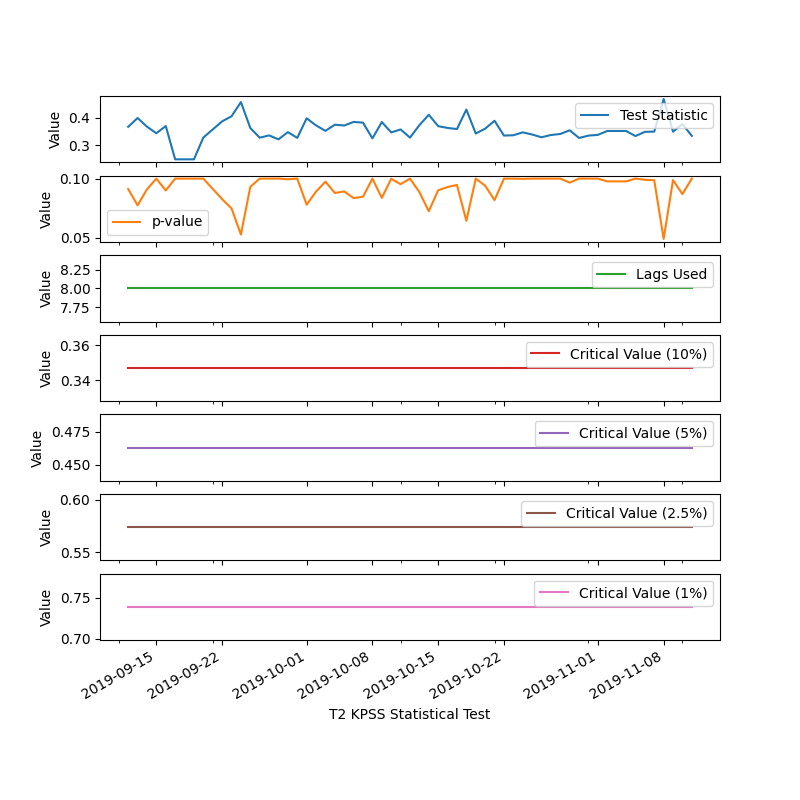 Value
0.4
0.3
Test Statistic
Value
0.10
0.05
p-value
Value
8.25
8.00
7.75
Lags Used
Value
0.36
0.34
Critical Value (10%)
Value
0.475
0.450
Critical Value (5%)
Value
0.60
0.55
Critical Value (2.5%)
Value
0.75
0.70
Critical Value (1%)
2019-09-15
2019-09-22
2019-10-01
2019-10-08
2019-10-15
2019-10-22
2019-11-01
2019-11-08
T2 KPSS Statistical Test